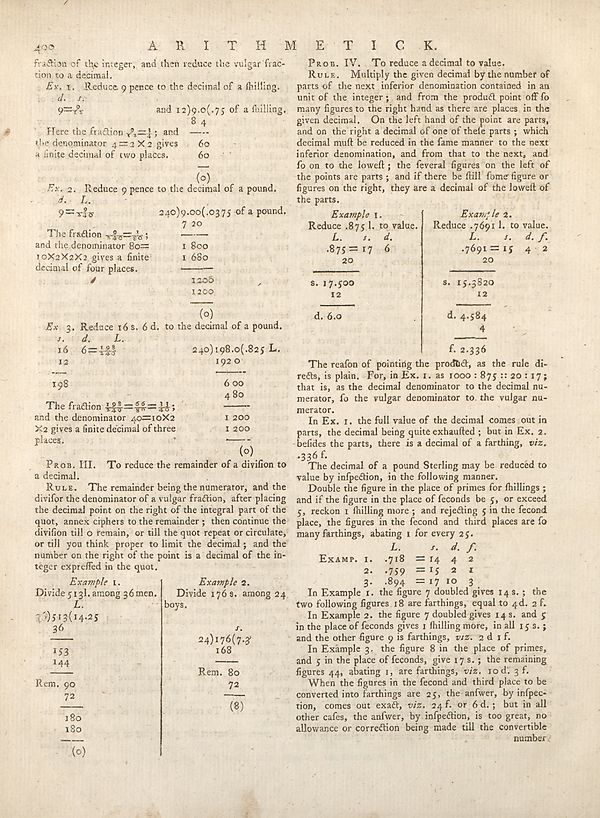 400 ARITHMETICK.
fraction of the integer, and then reduce the vulgar frac-
tion to a decimal.
Ex. 1. Reduce 9 pence to the decimal of a ſhilling.
d. s.
9=9/12 and 12)9.0(.75 of a ſhilling.
8 4
Here the fraction 9/12=3/4; and
the denominator 4=2X2 gives 60
a finite decimal of two places. 60
(0)
Ex. 2. Reduce 9 pence to the decimal of a pound.
d. L.
9=9/240 240)9.00(.0375 of a pound.
7 20
The fraction 9/240=3/80;
and the denominator 80= 1 800
10X2X2X2 gives a finite 1 680
decimal of four places.
1200
1200
(0)
Ex. 3. Reduce 16 s. 6 d. to the decimal of a pound.
s. d. L.
16 6=198/240 240)198.0(.825 L.
12 192 0
198 6 00
4 80
The fraction 198/240=66/80=33/40;
and the denominator 40=10X2 1 200
X2 gives a finite decimal of three 1 200
places.
(0)
PROB. III. To reduce the remainder of a diviſion to
a decimal.
RULE. The remainder being the numerator, and the
diviſor the denominator of a vulgar fraction, after placing
the decimal point on the right of the integral part of the
quot, annex ciphers to the remainder; then continue the
diviſion till 0 remain, or till the quot repeat or circulate,
or till you think proper to limit the decimal; and the
number on the right of the point is a decimal of the in-
teger expreſſed in the quot.
Example 1.
Divide 513l. among 36 men.
L.
36)513(14.25
36
153
144
Rem. 90
72
180
180
(0)
Example 2.
Divide 176 s. among 24
boys.
s.
24)176(7.3
168
Rem. 80
72
(8)
PROB. IV. To reduce a decimal to value.
RULE. Multiply the given decimal by the number of
parts of the next inferior denomination contained in an
unit of the integer; and from the product point off ſo
many figures to the right hand as there are places in the
given decimal. On the left hand of the point are parts,
and on the right a decimal of one of theſe parts; which
decimal muſt be reduced in the ſame manner to the next
inferior denomination, and from that to the next, and
ſo on to the loweſt; the ſeveral figures on the left of
the points are parts; and if there be ſtill ſome figure or
figures on the right, they are a decimal of the loweſt of
the parts.
Example 1.
Reduce .875 l. to value.
L. s. d.
.875= 17 6
20
s. 17.500
12
d. 6.0
Example 2.
Reduce .7691 l. to value.
L. s. d. f.
.7691=15 4 2
20
s. 15.3820
12
d. 4.584
4
f. 2.336
The reaſon of pointing the product, as the rule di-
rects, is plain. For, in Ex. 1. as 1000 : 875 :: 20 : 17;
that is, as the decimal denominator to the decimal nu-
merator, ſo the vulgar denominator to the vulgar nu-
merator.
In Ex. 1. the full value of the decimal comes out in
parts, the decimal being quite exhauſted; but in Ex. 2.
beſides the parts, there is a decimal of a farthing, viz.
.336 f.
The decimal of a pound Sterling may be reduced to
value by inſpection, in the following manner.
Double the figure in the place of primes for ſhillings;
and if the figure in the place of ſeconds be 5, or exceed
5, reckon 1 ſhilling more; and rejecting 5 in the ſecond
place, the figures in the ſecond and third places are ſo
many farthings, abating 1 for every 25.
L. s. d. f.
EXAMP. 1. .718 =14 4 2
2. .759 =15 2 1
3. .894 =17 10 3
In Example 1. the figure 7 doubled gives 14 s.; the
two following figures 18 are farthings, equal to 4d. 2 f.
In Example 2. the figure 7 doubled gives 14 s. and 5
in the place of ſeconds gives 1 ſhilling more, in all 15 s.;
and the other figure 9 is farthings, viz. 2 d 1 f.
In Example 3. the figure 8 in the place of primes,
and 5 in the place of ſeconds, give 17 s.; the remaining
figures 44, abating 1, are farthings, viz. 10 d. 3 f.
When the figures in the ſecond and third place to be
converted into farthings are 25, the anſwer, by inſpec-
tion, comes out exact, viz. 24 f. or 6 d.; but in all
other caſes, the anſwer, by inſpection, is too great, no
allowance or correction being made till the convertible
number